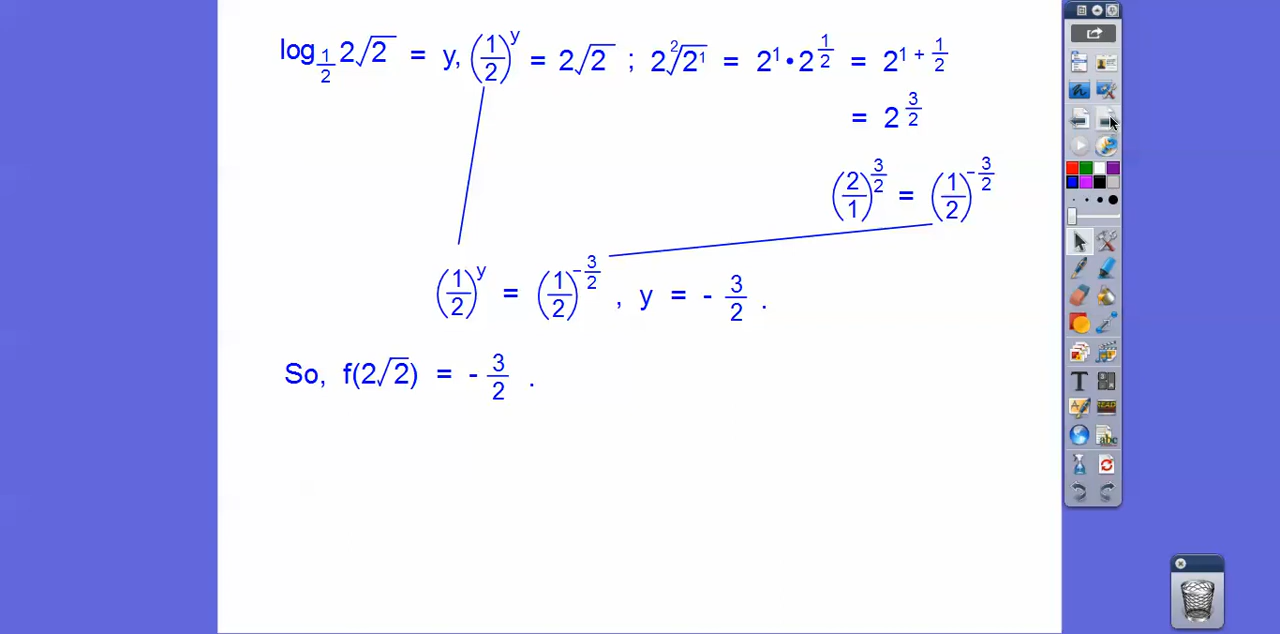 log_{1/2} 2√2 = y, (1/2)^y = 2√2 ; 2 ²√2¹ = 2¹ • 2^{1/2} = 2^{1 + 1/2}
= 2^{3/2}
(2/1)^{3/2} = (1/2)^{-3/2}
(1/2)^y = (1/2)^{-3/2} , y = - 3/2 .
So, f(2√2) = - 3/2 .